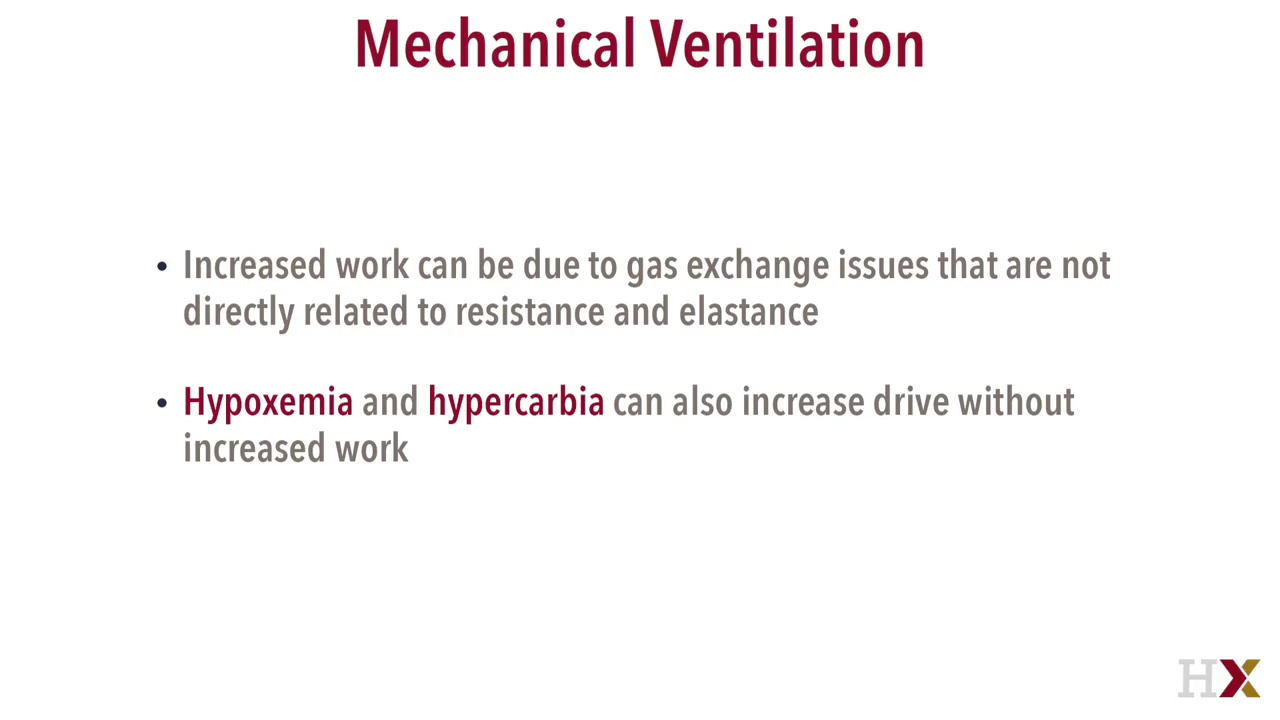 Mechanical Ventilation
• Increased work can be due to gas exchange issues that are not
directly related to resistance and elastance
• Hypoxemia and hypercarbia can also increase drive without
increased work
HX